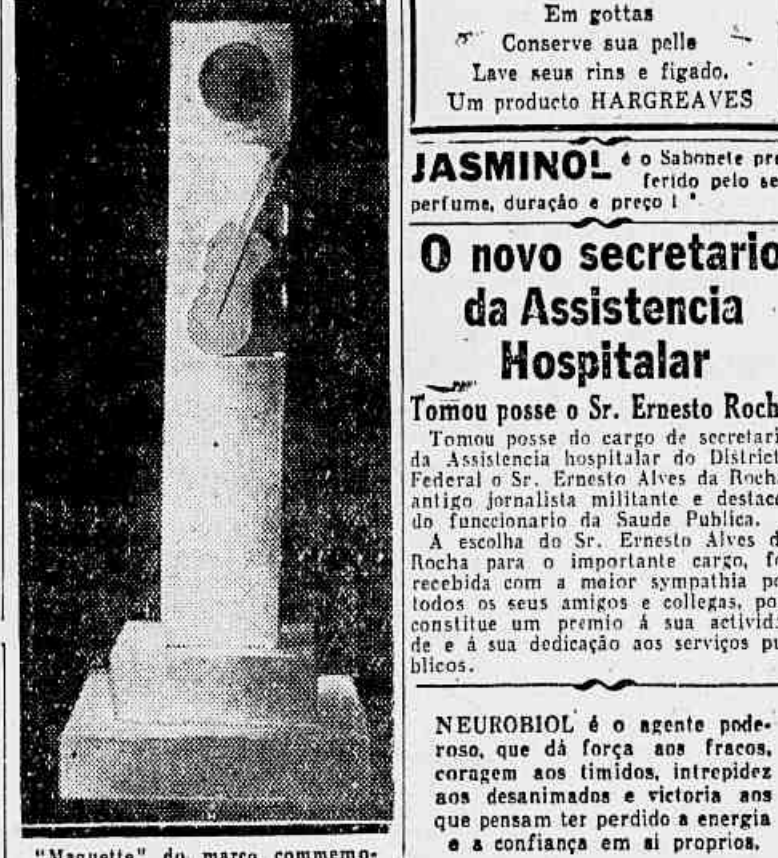 Em gottas
Conserve sua pelle
Lave seus rins e figado.
Um producto HARGREAVES
JASMINOL é o Sabonete pre
ferido pelo se
perfume, duração e preço !
O novo secretario
da Assistencia
Hospitalar
Tomou posse o Sr. Ernesto Roch
Tomou posse do cargo de secretari
da Assistencia hospitalar do District
Federal o Sr. Ernesto Alves da Rocha
antigo jornalista militante e destaca
do funccionario da Saude Publica.
A escolha do Sr. Ernesto Alves d
Rocha para o importante cargo, fo
recebida com a maior sympathia po
todos os seus amigos e collegas, poi
constitue um premio á sua activida
de e á sua dedicação aos serviços pu
blicos.
NEUROBIOL é o agente pode-
roso, que dá força aos fracos,
coragem aos timidos, intrepidez
aos desanimados e victoria aos
que pensam ter perdido a energia
e a confiança em si proprios.
"Maquette" do marco commemo-